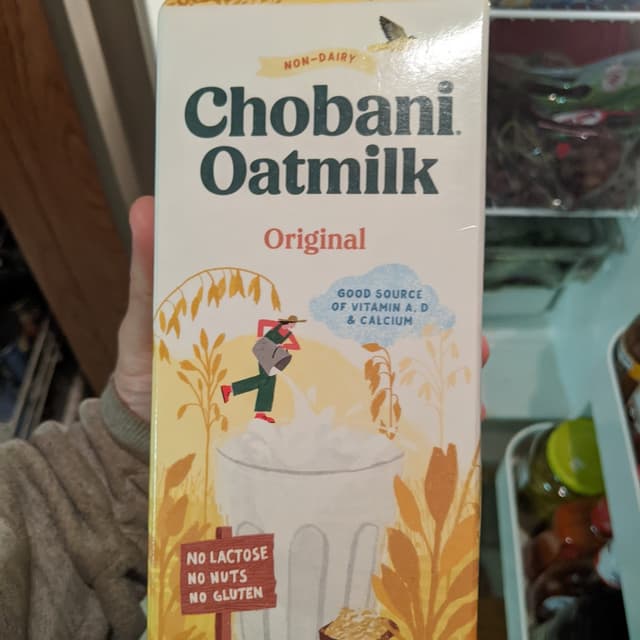 NON-DAIRY
Chobani.
Oatmilk
Original
GOOD SOURCE
OF VITAMIN A, D
& CALCIUM
NO LACTOSE
NO NUTS
NO GLUTEN